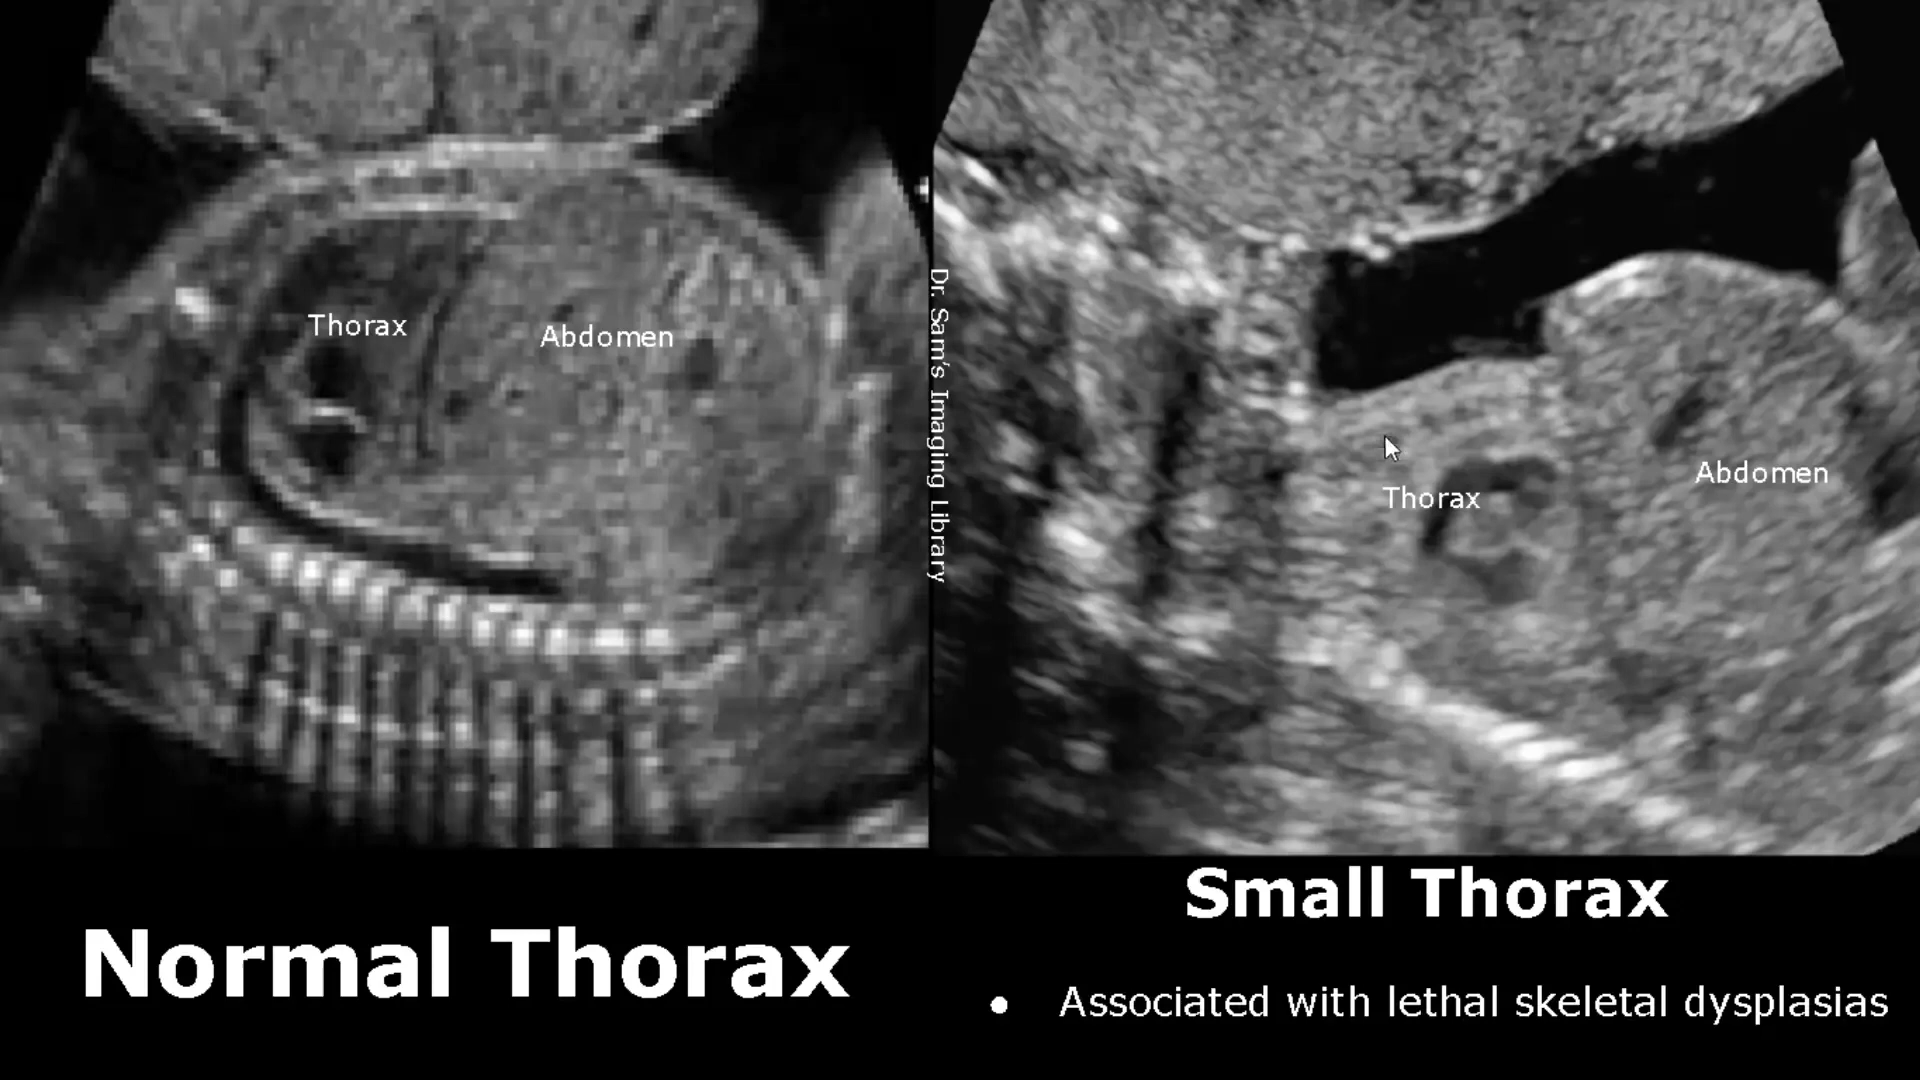 Thorax
Abdomen
Dr. Sam's Imaging Library
Thorax
Abdomen
Normal Thorax
Small Thorax
• Associated with lethal skeletal dysplasias